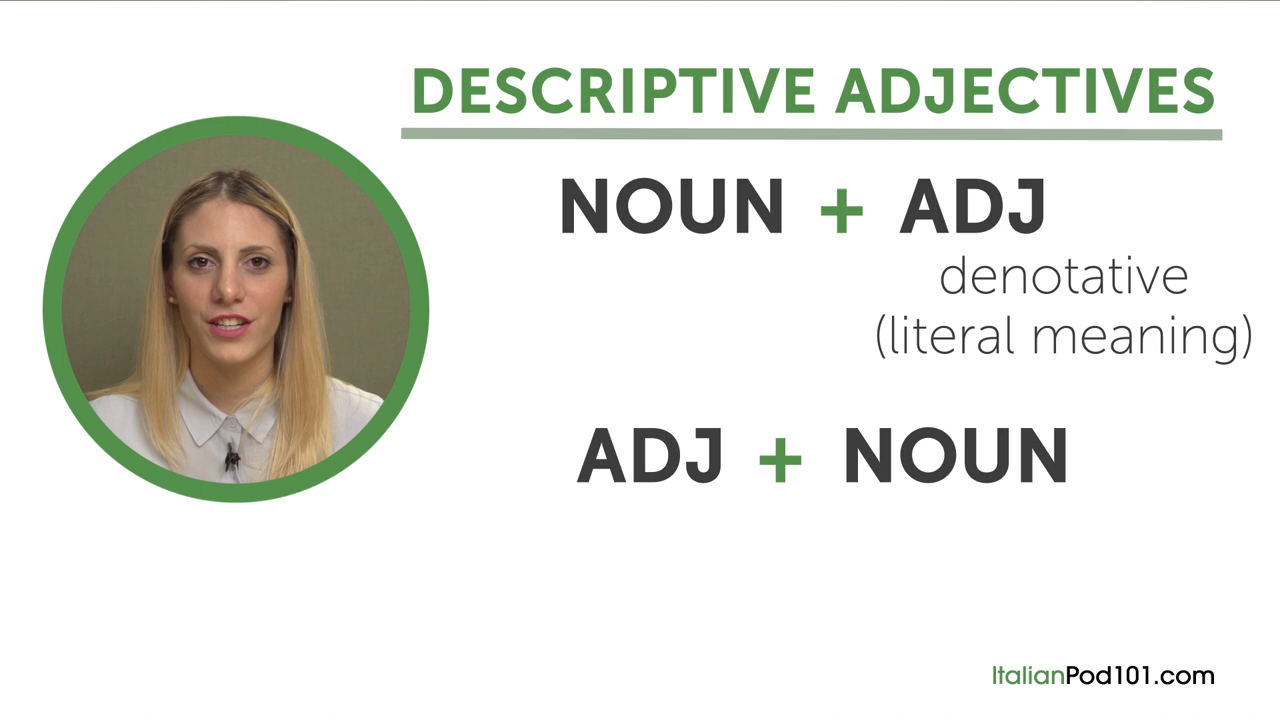 DESCRIPTIVE ADJECTIVES
NOUN + ADJ
denotative
(literal meaning)
ADJ + NOUN
ItalianPod101.com